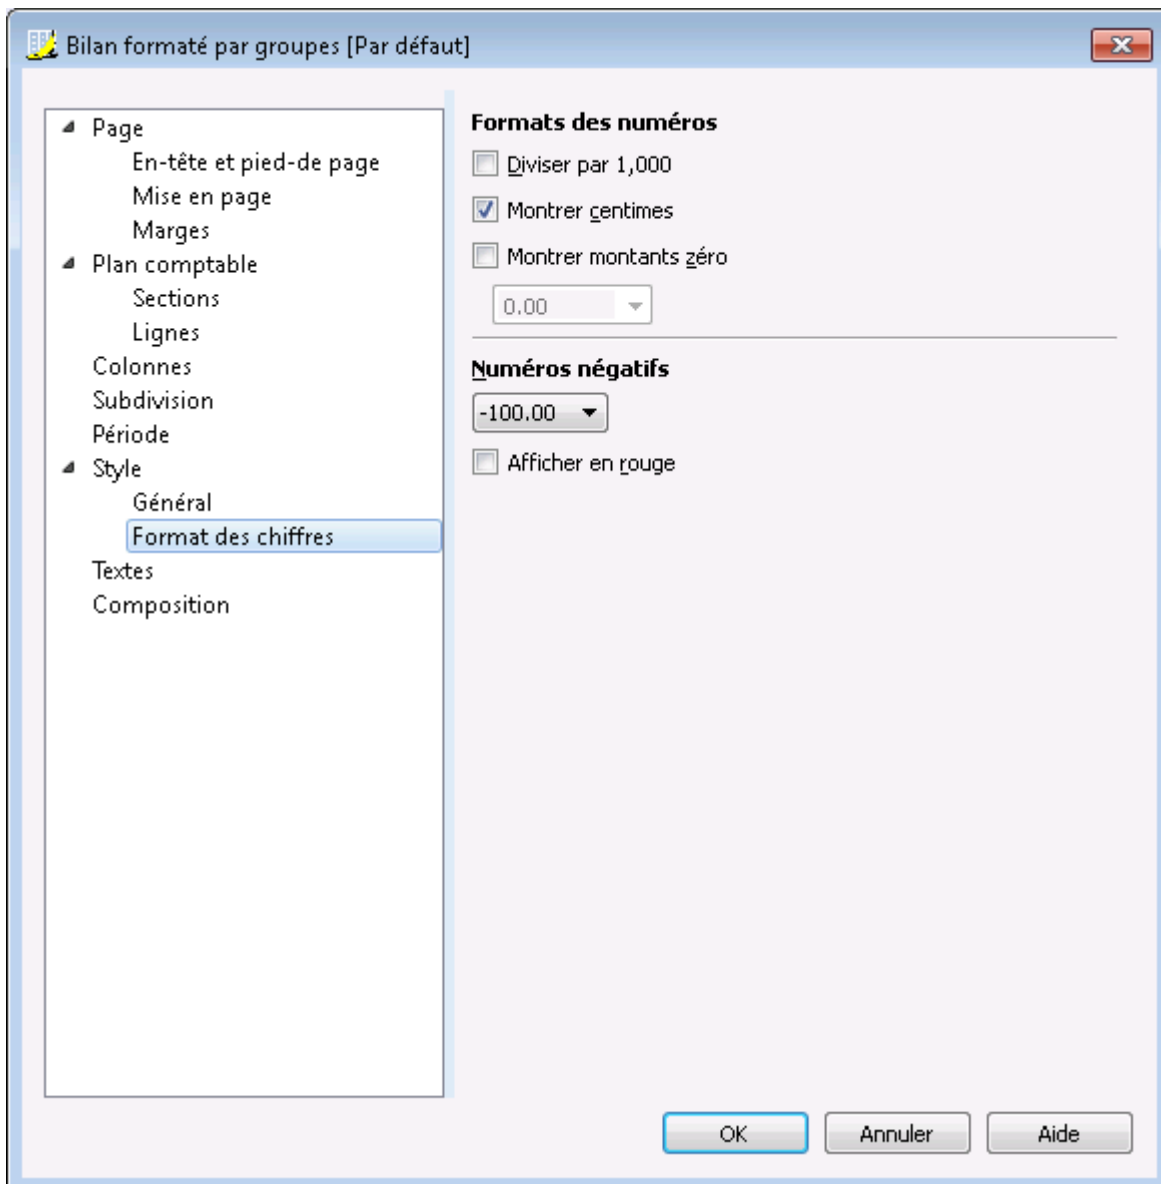 Bilan formaté par groupes [Par défaut]
Page
En-tête et pied-de page
Mise en page
Marges
Plan comptable
Sections
Lignes
Colonnes
Subdivision
Période
Style
Général
Format des chiffres
Textes
Composition
Formats des numéros
Diviser par 1,000
Montrer centimes
Montrer montants zéro
0.00
Numéros négatifs
-100.00
Afficher en rouge
OK
Annuler
Aide